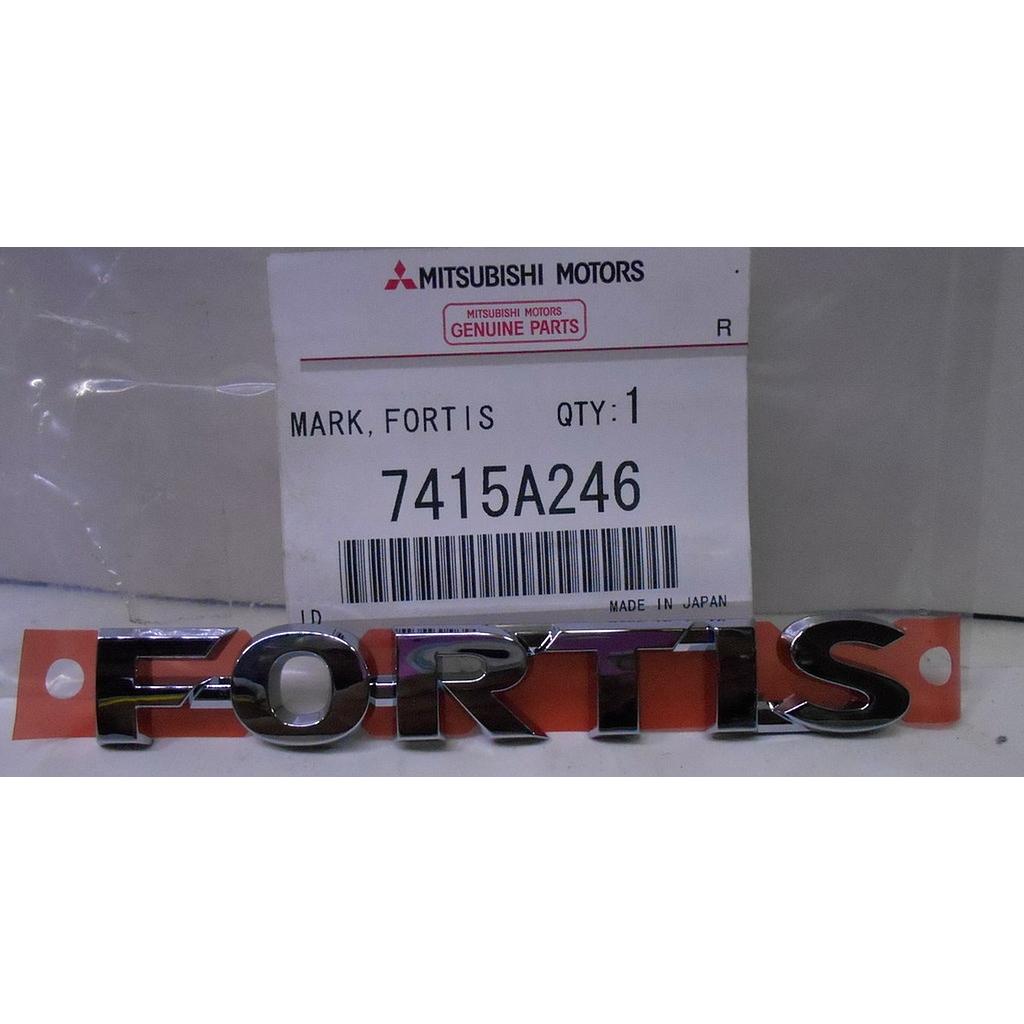 MITSUBISHI MOTORS
MITSUBISHI MOTORS
GENUINE PARTS
R
MARK, FORTIS QTY:1
7415A246
MADE IN JAPAN
FORTIS